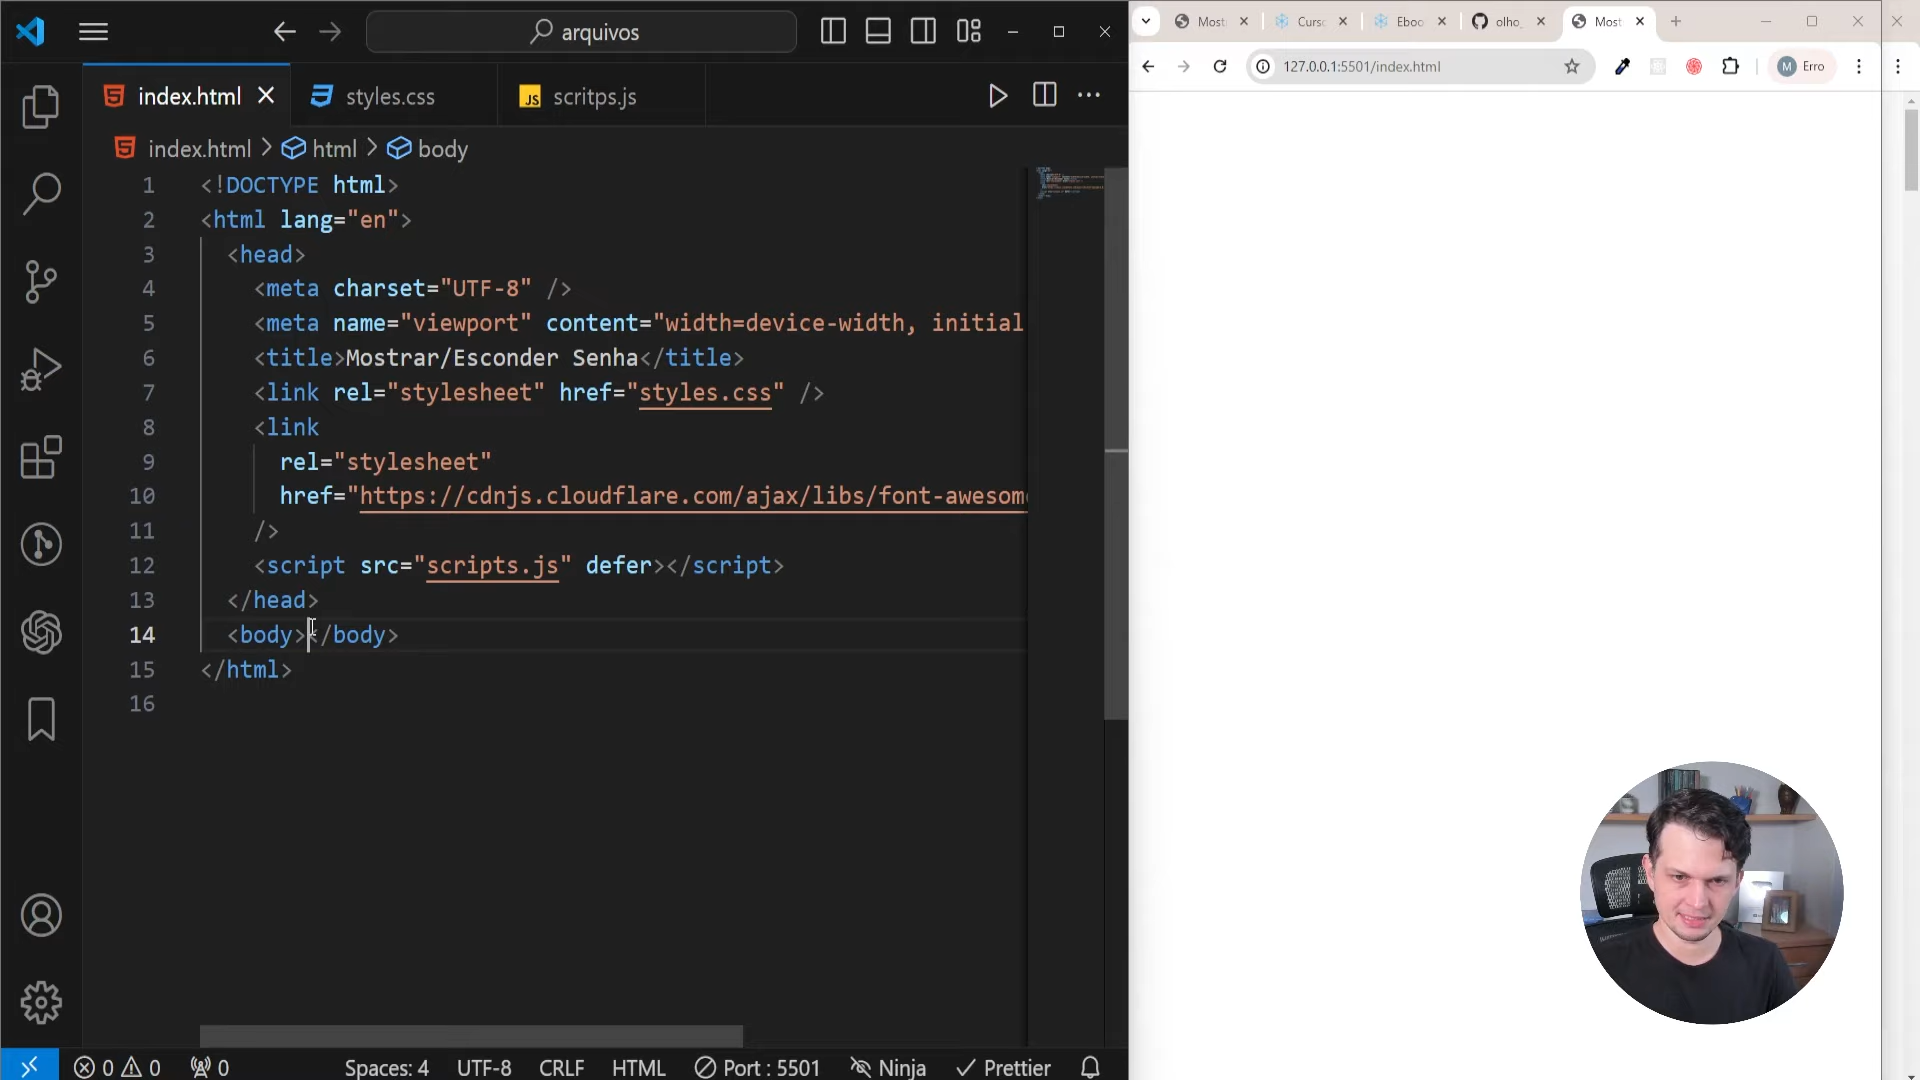 arquivos
index.html
styles.css
JS scritps.js
index.html > html > body
1 <!DOCTYPE html>
2 <html lang="en">
3 <head>
4 <meta charset="UTF-8" />
5 <meta name="viewport" content="width=device-width, initial
6 <title>Mostrar/Esconder Senha</title>
7 <link rel="stylesheet" href="styles.css" />
8 <link
9 rel="stylesheet"
10 href="https://cdnjs.cloudflare.com/ajax/libs/font-awesom
11 />
12 <script src="scripts.js" defer></script>
13 </head>
14 <body></body>
15 </html>
16
0 0 0 Spaces: 4 UTF-8 CRLF HTML Port : 5501 Ninja Prettier
Most Curso Eboo olho_ Most
127.0.0.1:5501/index.html
M Erro